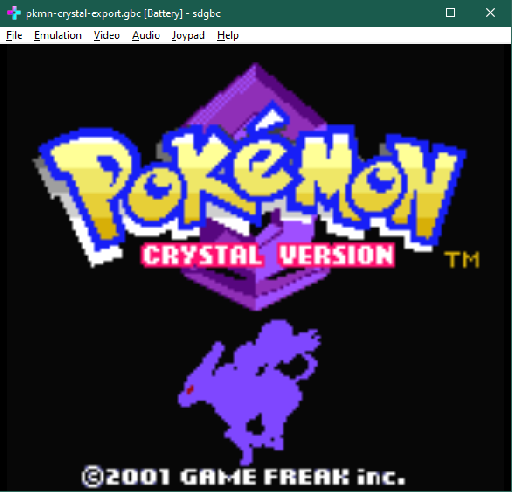 pkmn-crystal-export.gbc [Battery] - sdgbc
File Emulation Video Audio Joypad Help
POKéMON
CRYSTAL VERSION TM
©2001 GAME FREAK inc.